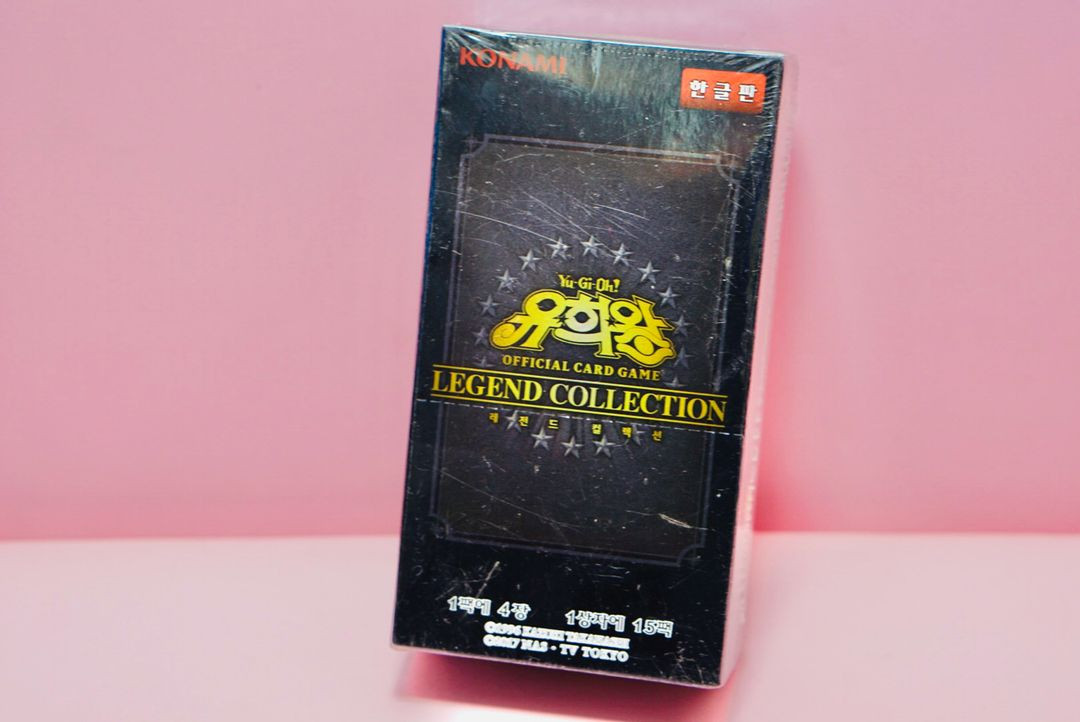 KONAMI
한글판
Yu-Gi-Oh!
유희왕
OFFICIAL CARD GAME
LEGEND COLLECTION
레전드 컬렉션
1팩에 4장 1상자에 15팩
©1996 KAZUKI TAKAHASHI
©2017 NAS・TV TOKYO